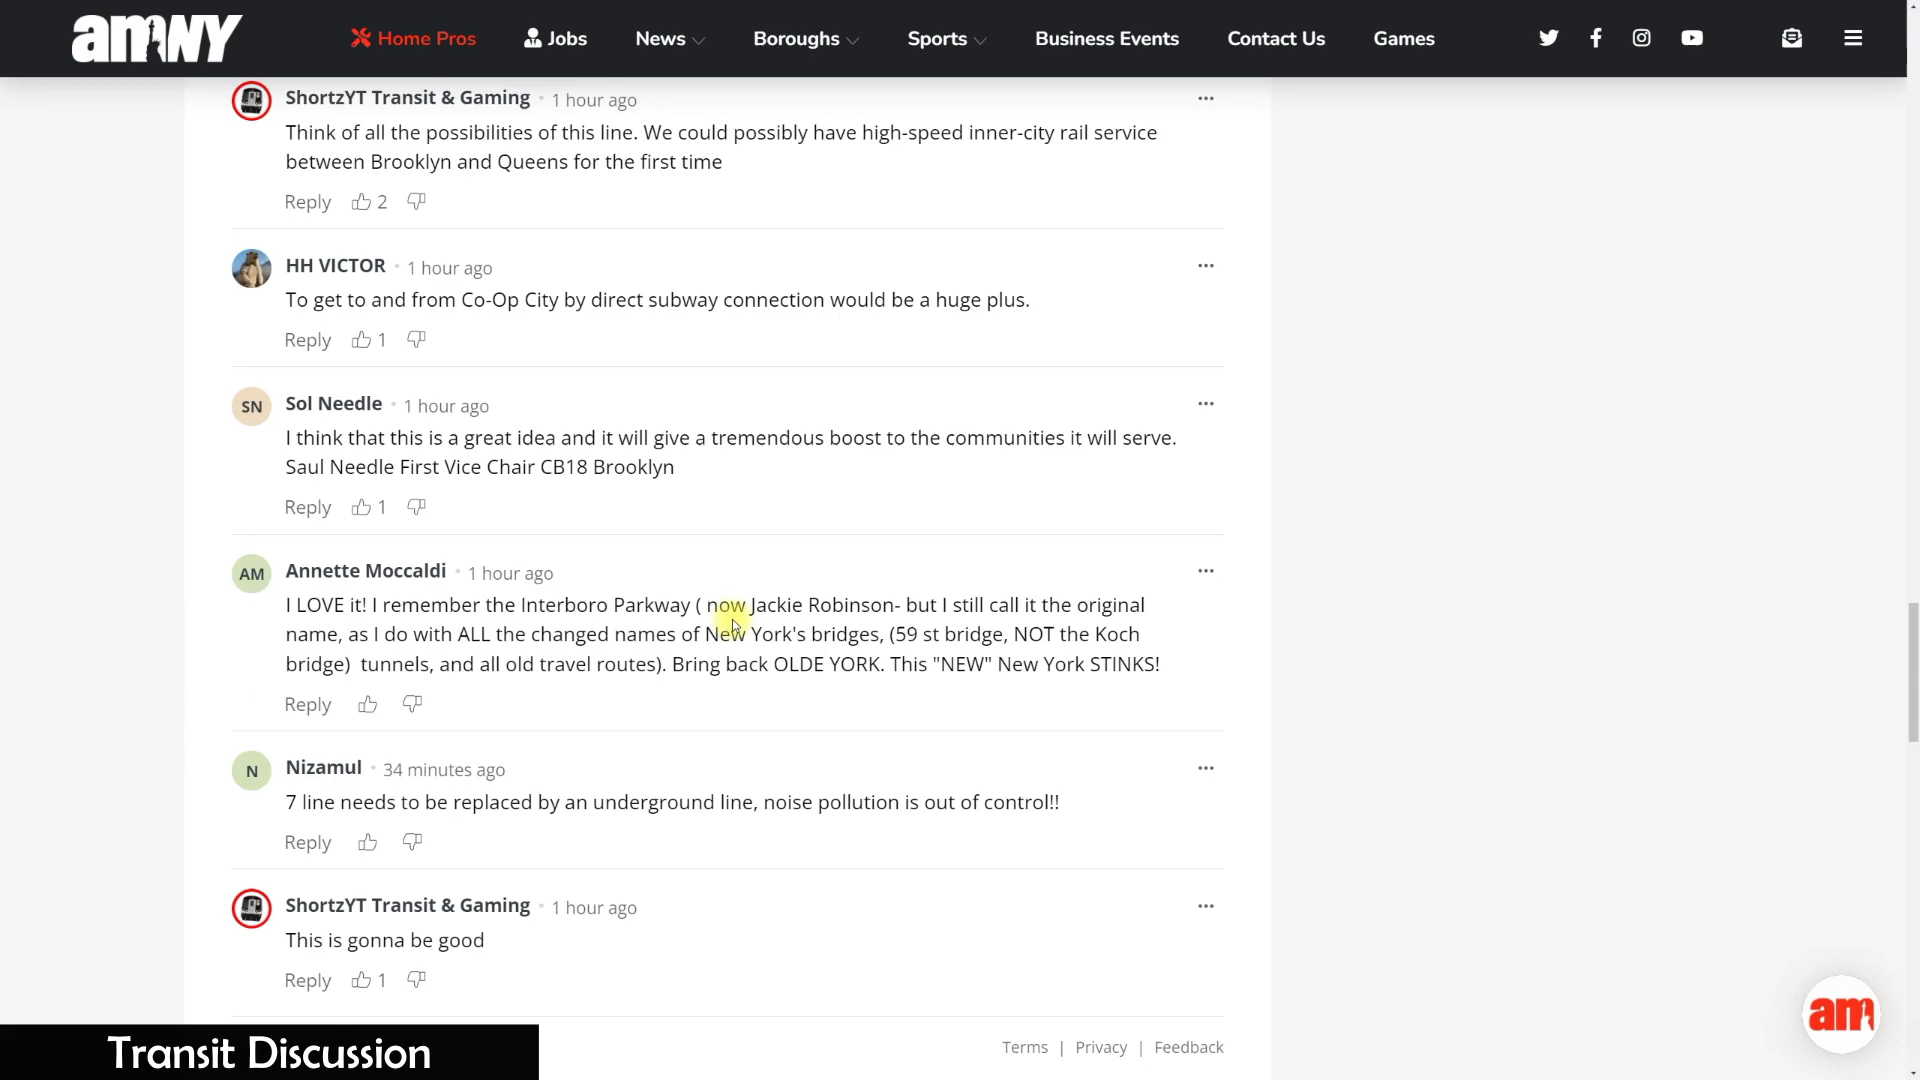 amNY
Home Pros
Jobs
News
Boroughs
Sports
Business Events
Contact Us
Games
ShortzYT Transit & Gaming • 1 hour ago
Think of all the possibilities of this line. We could possibly have high-speed inner-city rail service
between Brooklyn and Queens for the first time
Reply 2
HH VICTOR • 1 hour ago
To get to and from Co-Op City by direct subway connection would be a huge plus.
Reply 1
SN
Sol Needle • 1 hour ago
I think that this is a great idea and it will give a tremendous boost to the communities it will serve.
Saul Needle First Vice Chair CB18 Brooklyn
Reply 1
AM
Annette Moccaldi • 1 hour ago
I LOVE it! I remember the Interboro Parkway ( now Jackie Robinson- but I still call it the original
name, as I do with ALL the changed names of New York's bridges, (59 st bridge, NOT the Koch
bridge)  tunnels, and all old travel routes). Bring back OLDE YORK. This "NEW" New York STINKS!
Reply
N
Nizamul • 34 minutes ago
7 line needs to be replaced by an underground line, noise pollution is out of control!!
Reply
ShortzYT Transit & Gaming • 1 hour ago
This is gonna be good
Reply 1
Terms | Privacy | Feedback
am
Transit Discussion